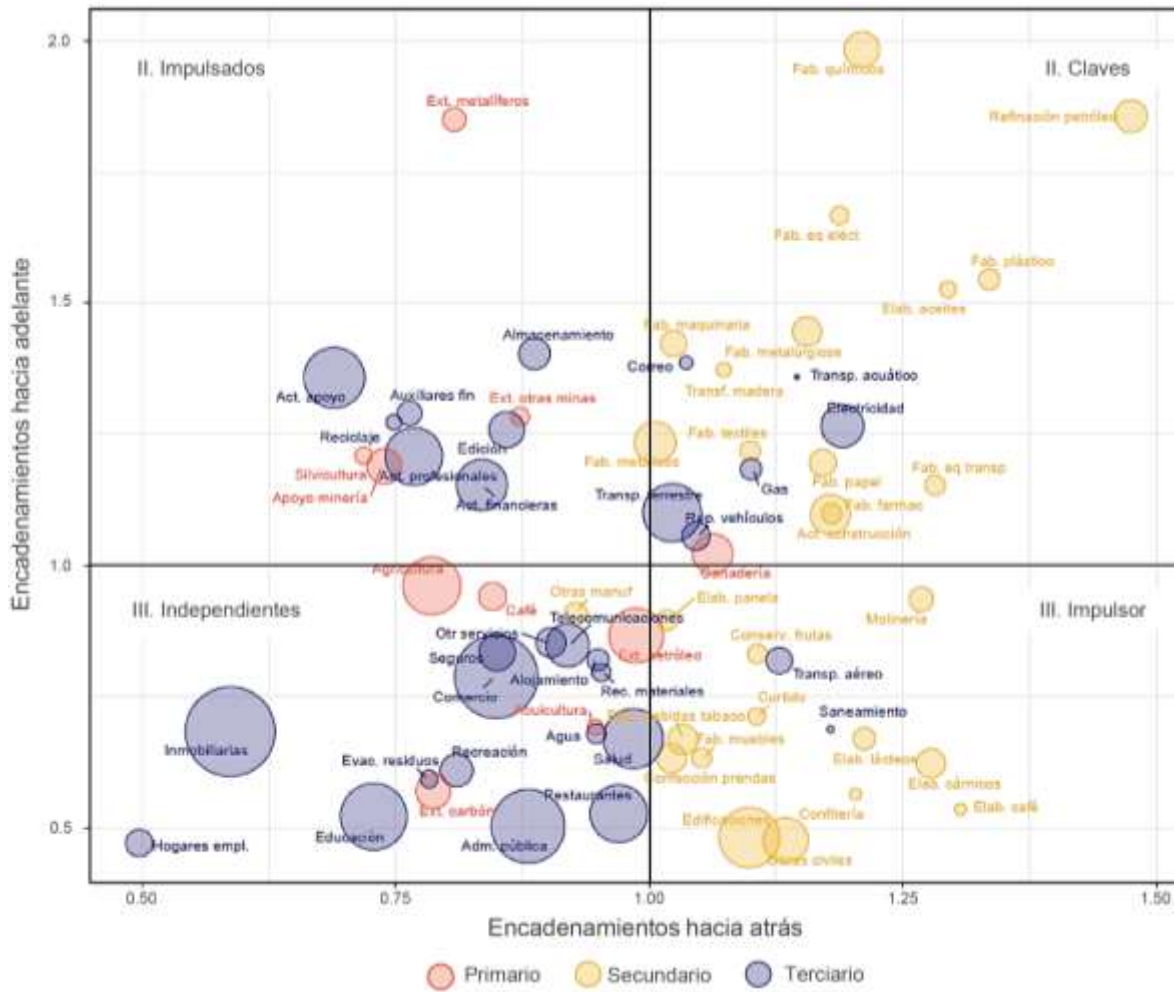 2.0
II. Impulsados
II. Claves
Fab. químicos
Ext. metalíferos
Refinación petróleo
Fab. eq eléct
Fab. plástico
Elab. aceites
1.5
Almacenamiento
Fab. maquinaria
Fab. metalurgicos
Correo
Transf. madera
Transp. acuático
Act. apoyo
Auxiliares fin
Ext. otras minas
Electricidad
Reciclaje
Edición
Fab. textiles
Silvicultura
Act. profesionales
Fab. papel
Fab. eq transp
Apoyo minería
Act. financieras
Transp. terrestre
Gas
Fab. farmac
Rep. vehículos
Act. construcción
Ganadería
1.0
Agricultura
III. Independientes
III. Impulsor
Café
Otras manuf
Elab. panela
Molinería
Telecomunicaciones
Otr servicios
Seguros
Ext. petróleo
Conserv. frutas
Alojamiento
Rec. materiales
Transp. aéreo
Comercio
Curtido
Acuicultura
bebidas tabaco
Saneamiento
Inmobiliarias
Agua
Fab. muebles
Evac. residuos
Recreación
Salud
Confección prendas
Elab. lácteos
Elab. cárnicos
Ext. carbón
Restaurantes
Edificaciones
Confitería
Elab. café
0.5
Educación
Adm. pública
Hogares empl.
Obras civiles
0.50
0.75
1.00
1.25
1.50
Encadenamientos hacia adelante
Encadenamientos hacia atrás
Primario
Secundario
Terciario